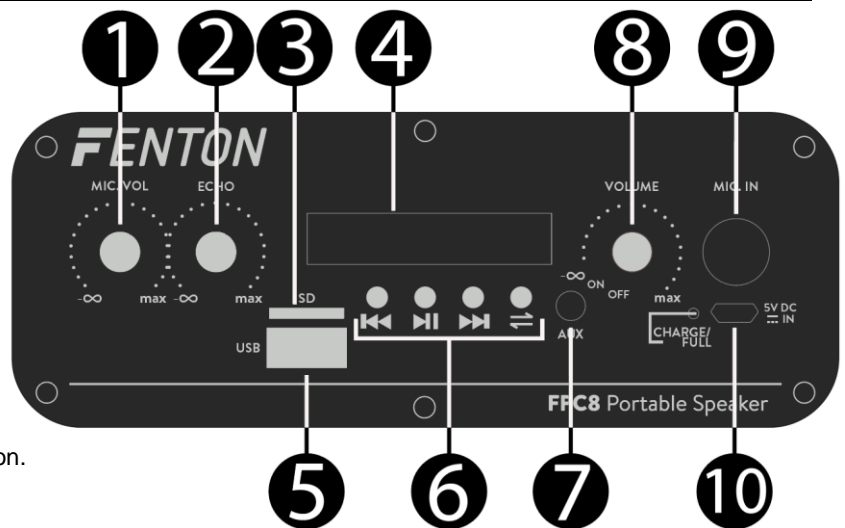 1 2 3 4 8 9
FENTON
MIC. VOL ECHO VOLUME MIC. IN
-∞ max -∞ max -∞ ON OFF max
SD
USB
AUX
CHARGE/
FULL
5V DC
IN
FPC8 Portable Speaker
on.
5 6 7 10